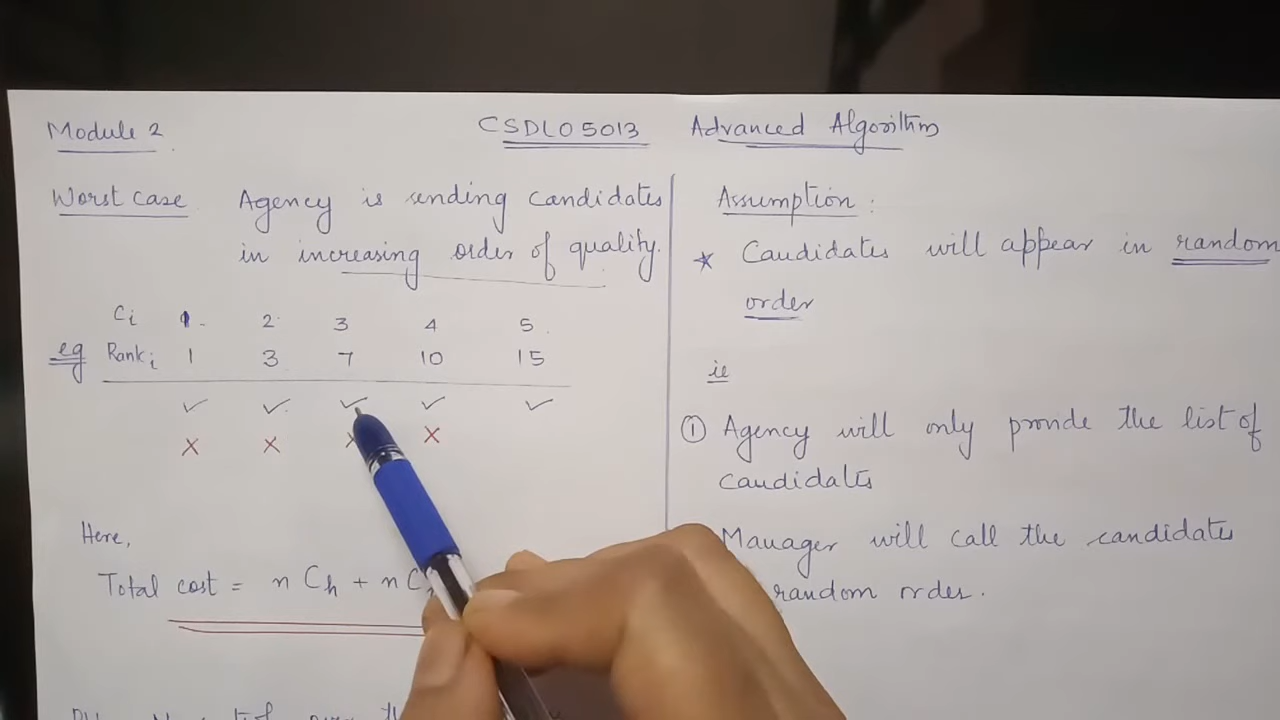 Module 2
CSDLO5013 Advanced Algorithms
Worst case Agency is sending candidates
in increasing order of quality.
Ci 1 2 3 4 5
eg Ranki 1 3 7 10 15
✓ ✓ ✓ ✓ ✓
X X X X
Here,
Total cost = n Ch + n C
Assumption :
* Candidates will appear in random
order
ie
① Agency will only provide the list of
candidates
Manager will call the candidates
random order.